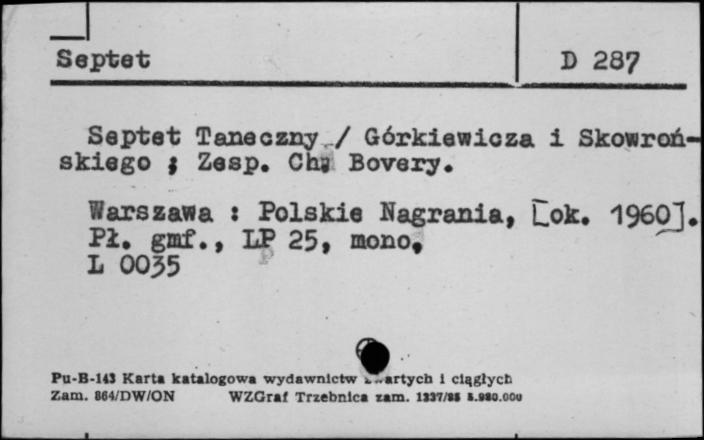 Septet D 287
Septet Taneczny / Górkiewicza i Skowroń-
skiego ; Zesp. Ch. Bovery.
Warszawa : Polskie Nagrania, [ok. 1960].
Pł. gmf., LP 25, mono,
L 0035
Pu-B-143 Karta katalogowa wydawnictw i ciągłych
Zam. 864/DW/ON WZGraf Trzebnica zam. 1337/85 5.980.000